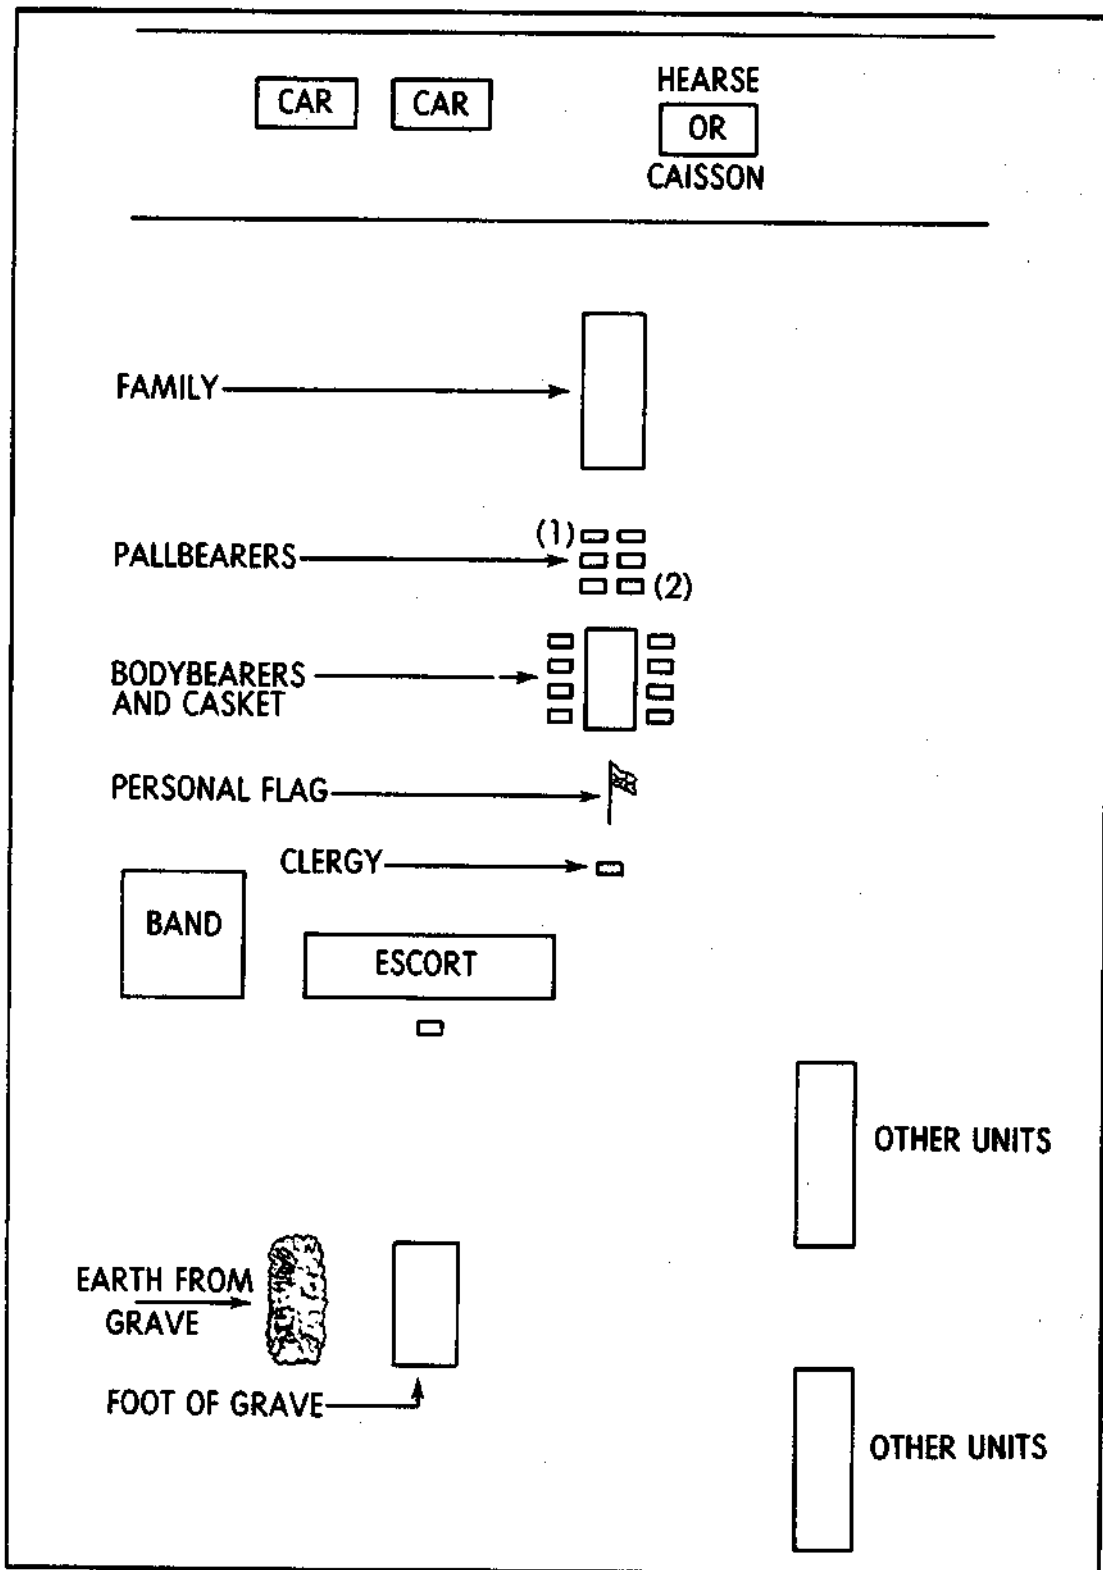 CAR
CAR
HEARSE
OR
CAISSON
FAMILY
(1)
PALLBEARERS
(2)
BODYBEARERS
AND CASKET
PERSONAL FLAG
CLERGY
BAND
ESCORT
OTHER UNITS
EARTH FROM
GRAVE
FOOT OF GRAVE
OTHER UNITS